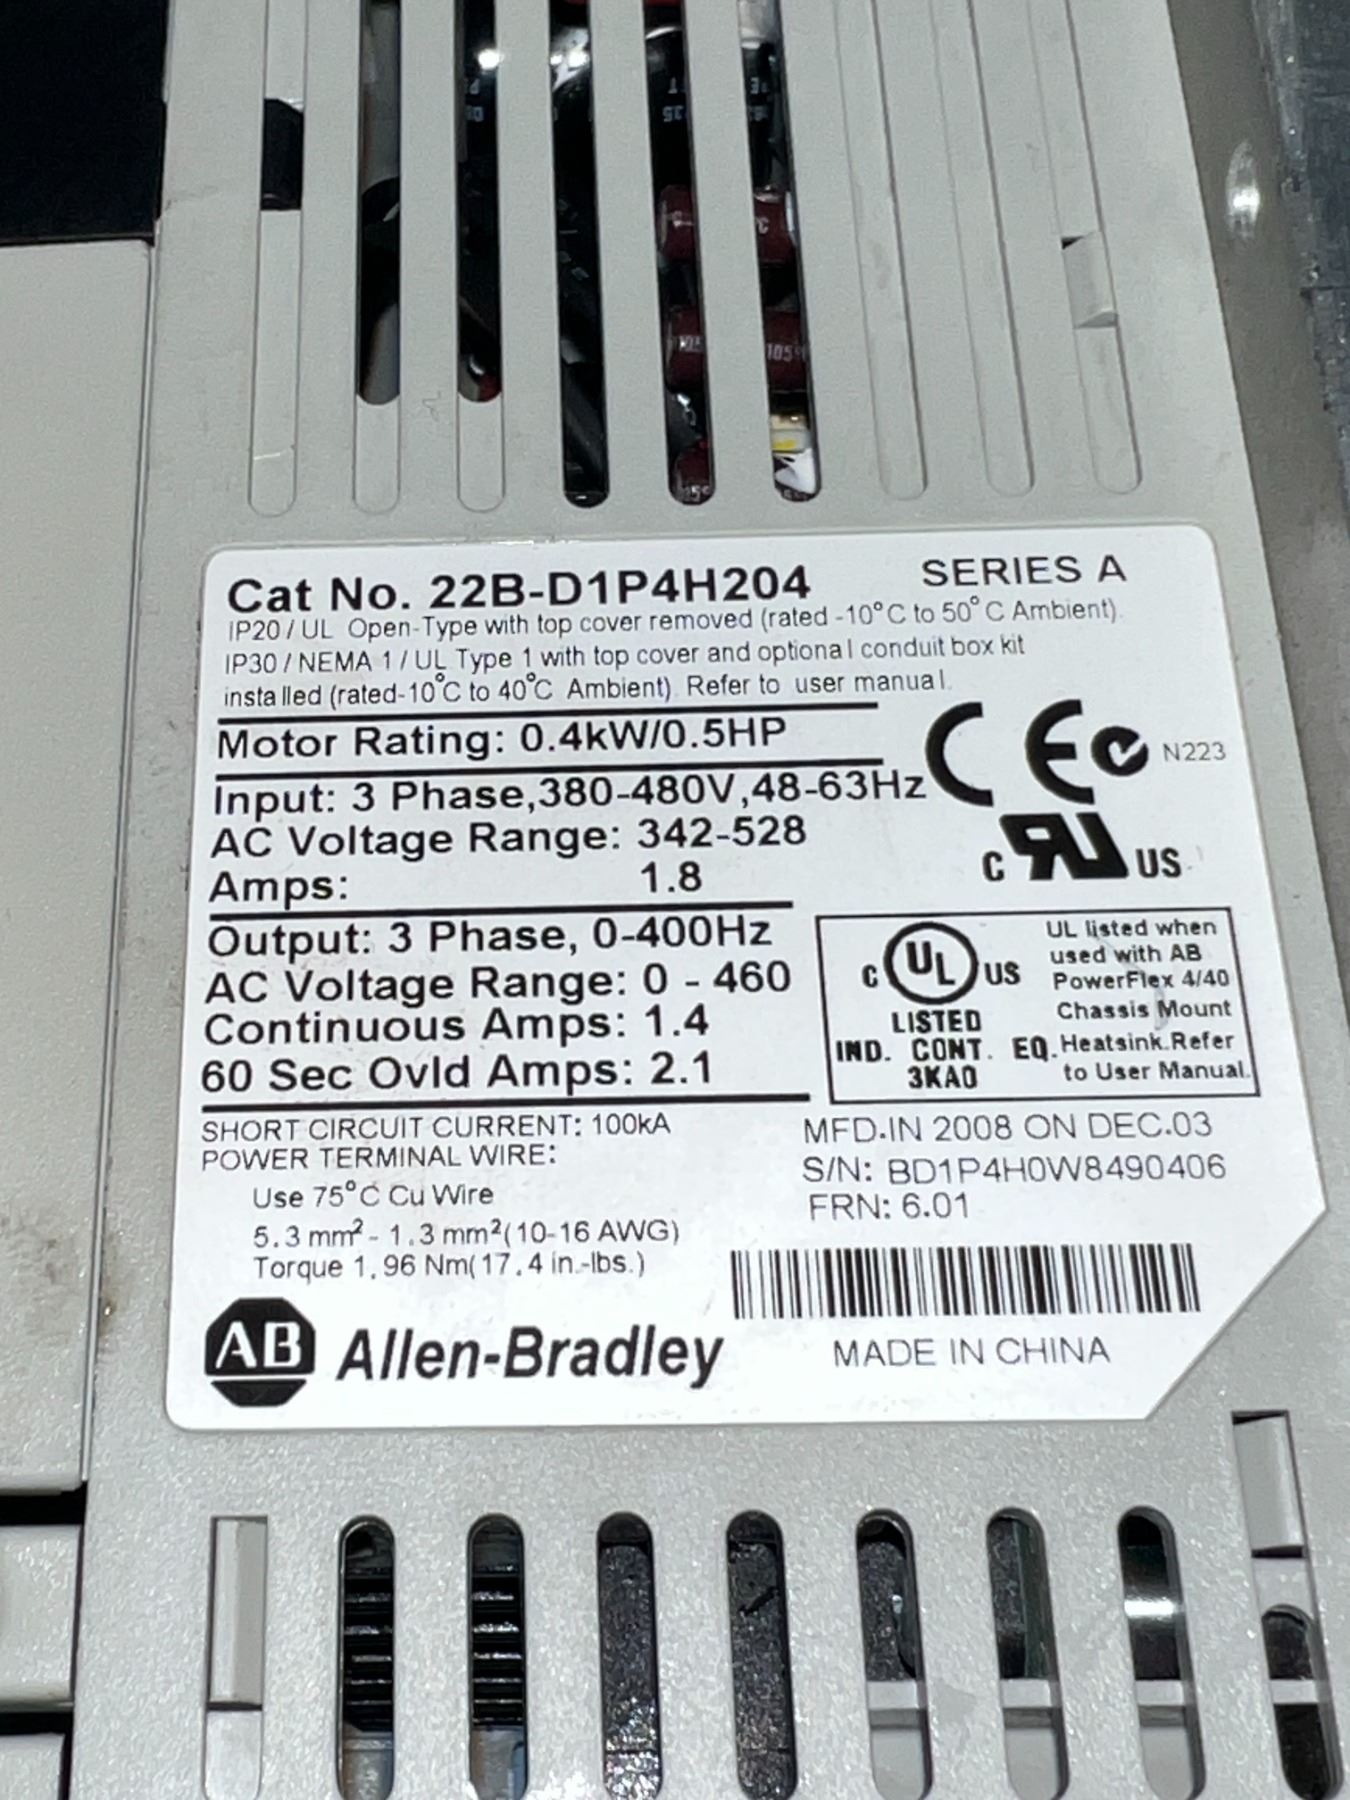 Cat No. 22B-D1P4H204 SERIES A
IP20 / UL Open-Type with top cover removed (rated -10°C to 50°C Ambient).
IP30 / NEMA 1 / UL Type 1 with top cover and optional conduit box kit
installed (rated-10°C to 40°C Ambient). Refer to user manual.
Motor Rating: 0.4kW/0.5HP
CE N223
Input: 3 Phase,380-480V,48-63Hz
AC Voltage Range: 342-528
Amps: 1.8
C RU US
Output: 3 Phase, 0-400Hz
AC Voltage Range: 0 - 460
Continuous Amps: 1.4
60 Sec Ovld Amps: 2.1
C UL US
LISTED
IND. CONT. EQ.
3KA0
UL listed when
used with AB
PowerFlex 4/40
Chassis Mount
Heatsink.Refer
to User Manual.
SHORT CIRCUIT CURRENT: 100kA
POWER TERMINAL WIRE:
Use 75°C Cu Wire
5.3 mm² - 1.3 mm²(10-16 AWG)
Torque 1.96 Nm(17.4 in.-lbs.)
MFD.IN 2008 ON DEC.03
S/N: BD1P4H0W8490406
FRN: 6.01
AB Allen-Bradley
MADE IN CHINA